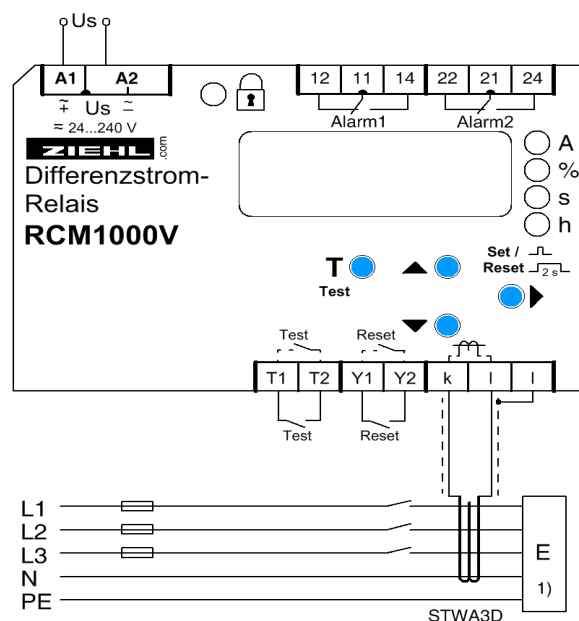 Us
A1 A2
12 11 14 22 21 24
∓ Us ≃
≂ 24...240 V
Alarm1 Alarm2
ZIEHL .com
A
%
s
h
Differenzstrom-
Relais
RCM1000V
Set /
Reset 2 s
T
Test
Test Reset
T1 T2 Y1 Y2 k l l
Test Reset
L1
L2
L3
N
PE
E
1)
STWA3D